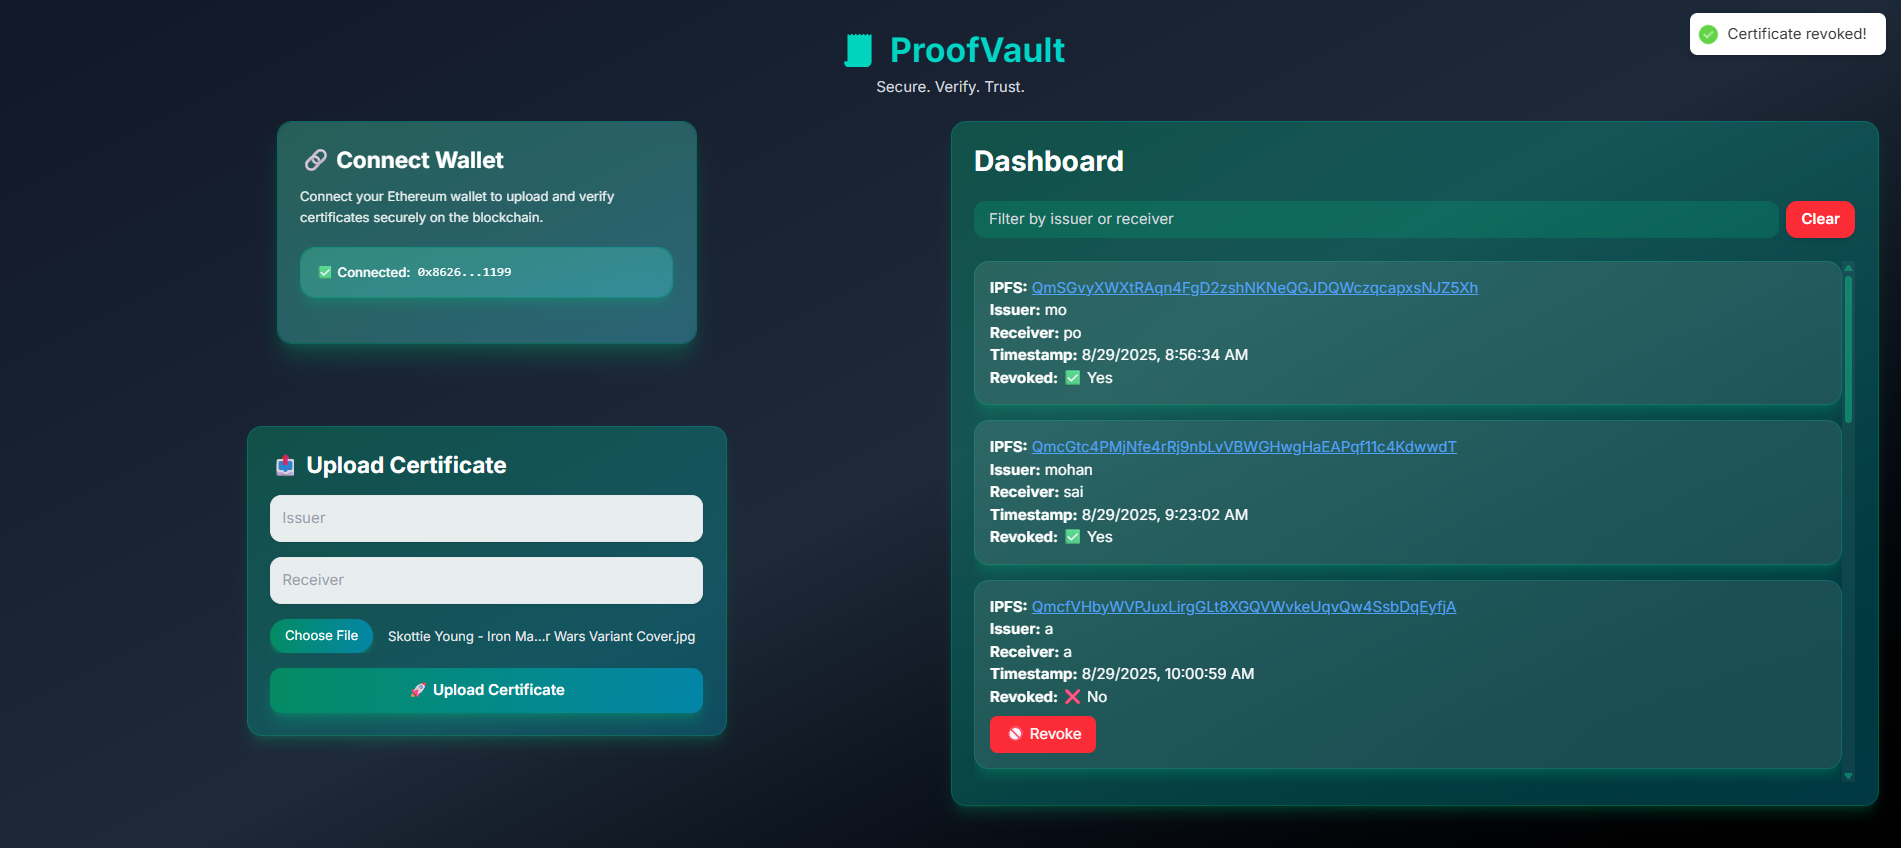 ProofVault
Secure. Verify. Trust.
Certificate revoked!
Connect Wallet
Connect your Ethereum wallet to upload and verify
certificates securely on the blockchain.
Connected: 0x8626...1199
Upload Certificate
Issuer
Receiver
Choose File Skottie Young - Iron Ma...r Wars Variant Cover.jpg
Upload Certificate
Dashboard
Filter by issuer or receiver
Clear
IPFS: QmSGvyXWXtRAqn4FgD2zshNKNeQGJDQWczqcapxsNJZ5Xh
Issuer: mo
Receiver: po
Timestamp: 8/29/2025, 8:56:34 AM
Revoked: Yes
IPFS: QmcGtc4PMjNfe4rRj9nbLvVBWGHwgHaEAPqf11c4KdwwdT
Issuer: mohan
Receiver: sai
Timestamp: 8/29/2025, 9:23:02 AM
Revoked: Yes
IPFS: QmcfVHbyWVPJuxLirgGLt8XGQVWvkeUqvQw4SsbDqEyfjA
Issuer: a
Receiver: a
Timestamp: 8/29/2025, 10:00:59 AM
Revoked: No
Revoke